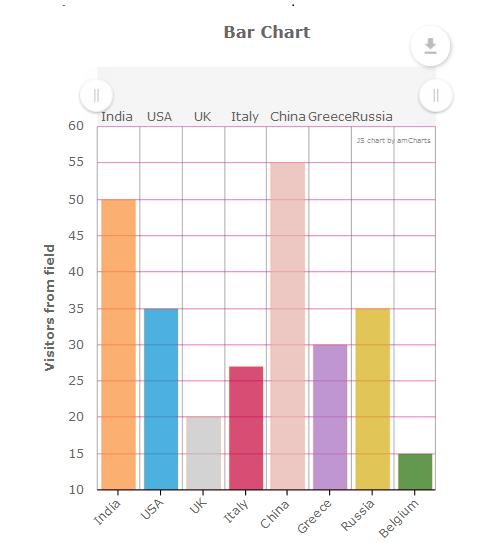 Bar Chart
India USA UK Italy China Greece Russia
JS chart by amCharts
Visitors from field
60
55
50
45
40
35
30
25
20
15
10
India USA UK Italy China Greece Russia Belgium